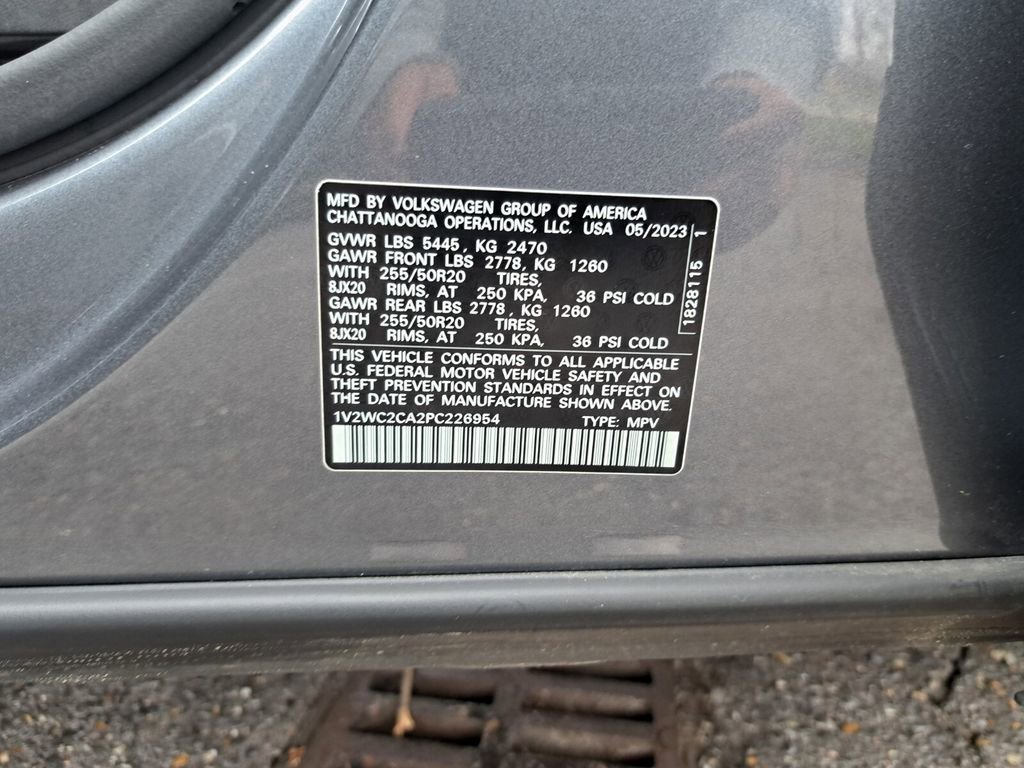 MFD BY VOLKSWAGEN GROUP OF AMERICA
CHATTANOOGA OPERATIONS, LLC, USA 05/2023
GVWR LBS 5445, KG 2470
GAWR FRONT LBS 2778, KG 1260
WITH 255/50R20 TIRES,
8JX20 RIMS, AT 250 KPA, 36 PSI COLD
GAWR REAR LBS 2778, KG 1260
WITH 255/50R20 TIRES,
8JX20 RIMS, AT 250 KPA, 36 PSI COLD
THIS VEHICLE CONFORMS TO ALL APPLICABLE
U.S. FEDERAL MOTOR VEHICLE SAFETY AND
THEFT PREVENTION STANDARDS IN EFFECT ON
THE DATE OF MANUFACTURE SHOWN ABOVE.
1V2WC2CA2PC226954 TYPE: MPV
1828115 1